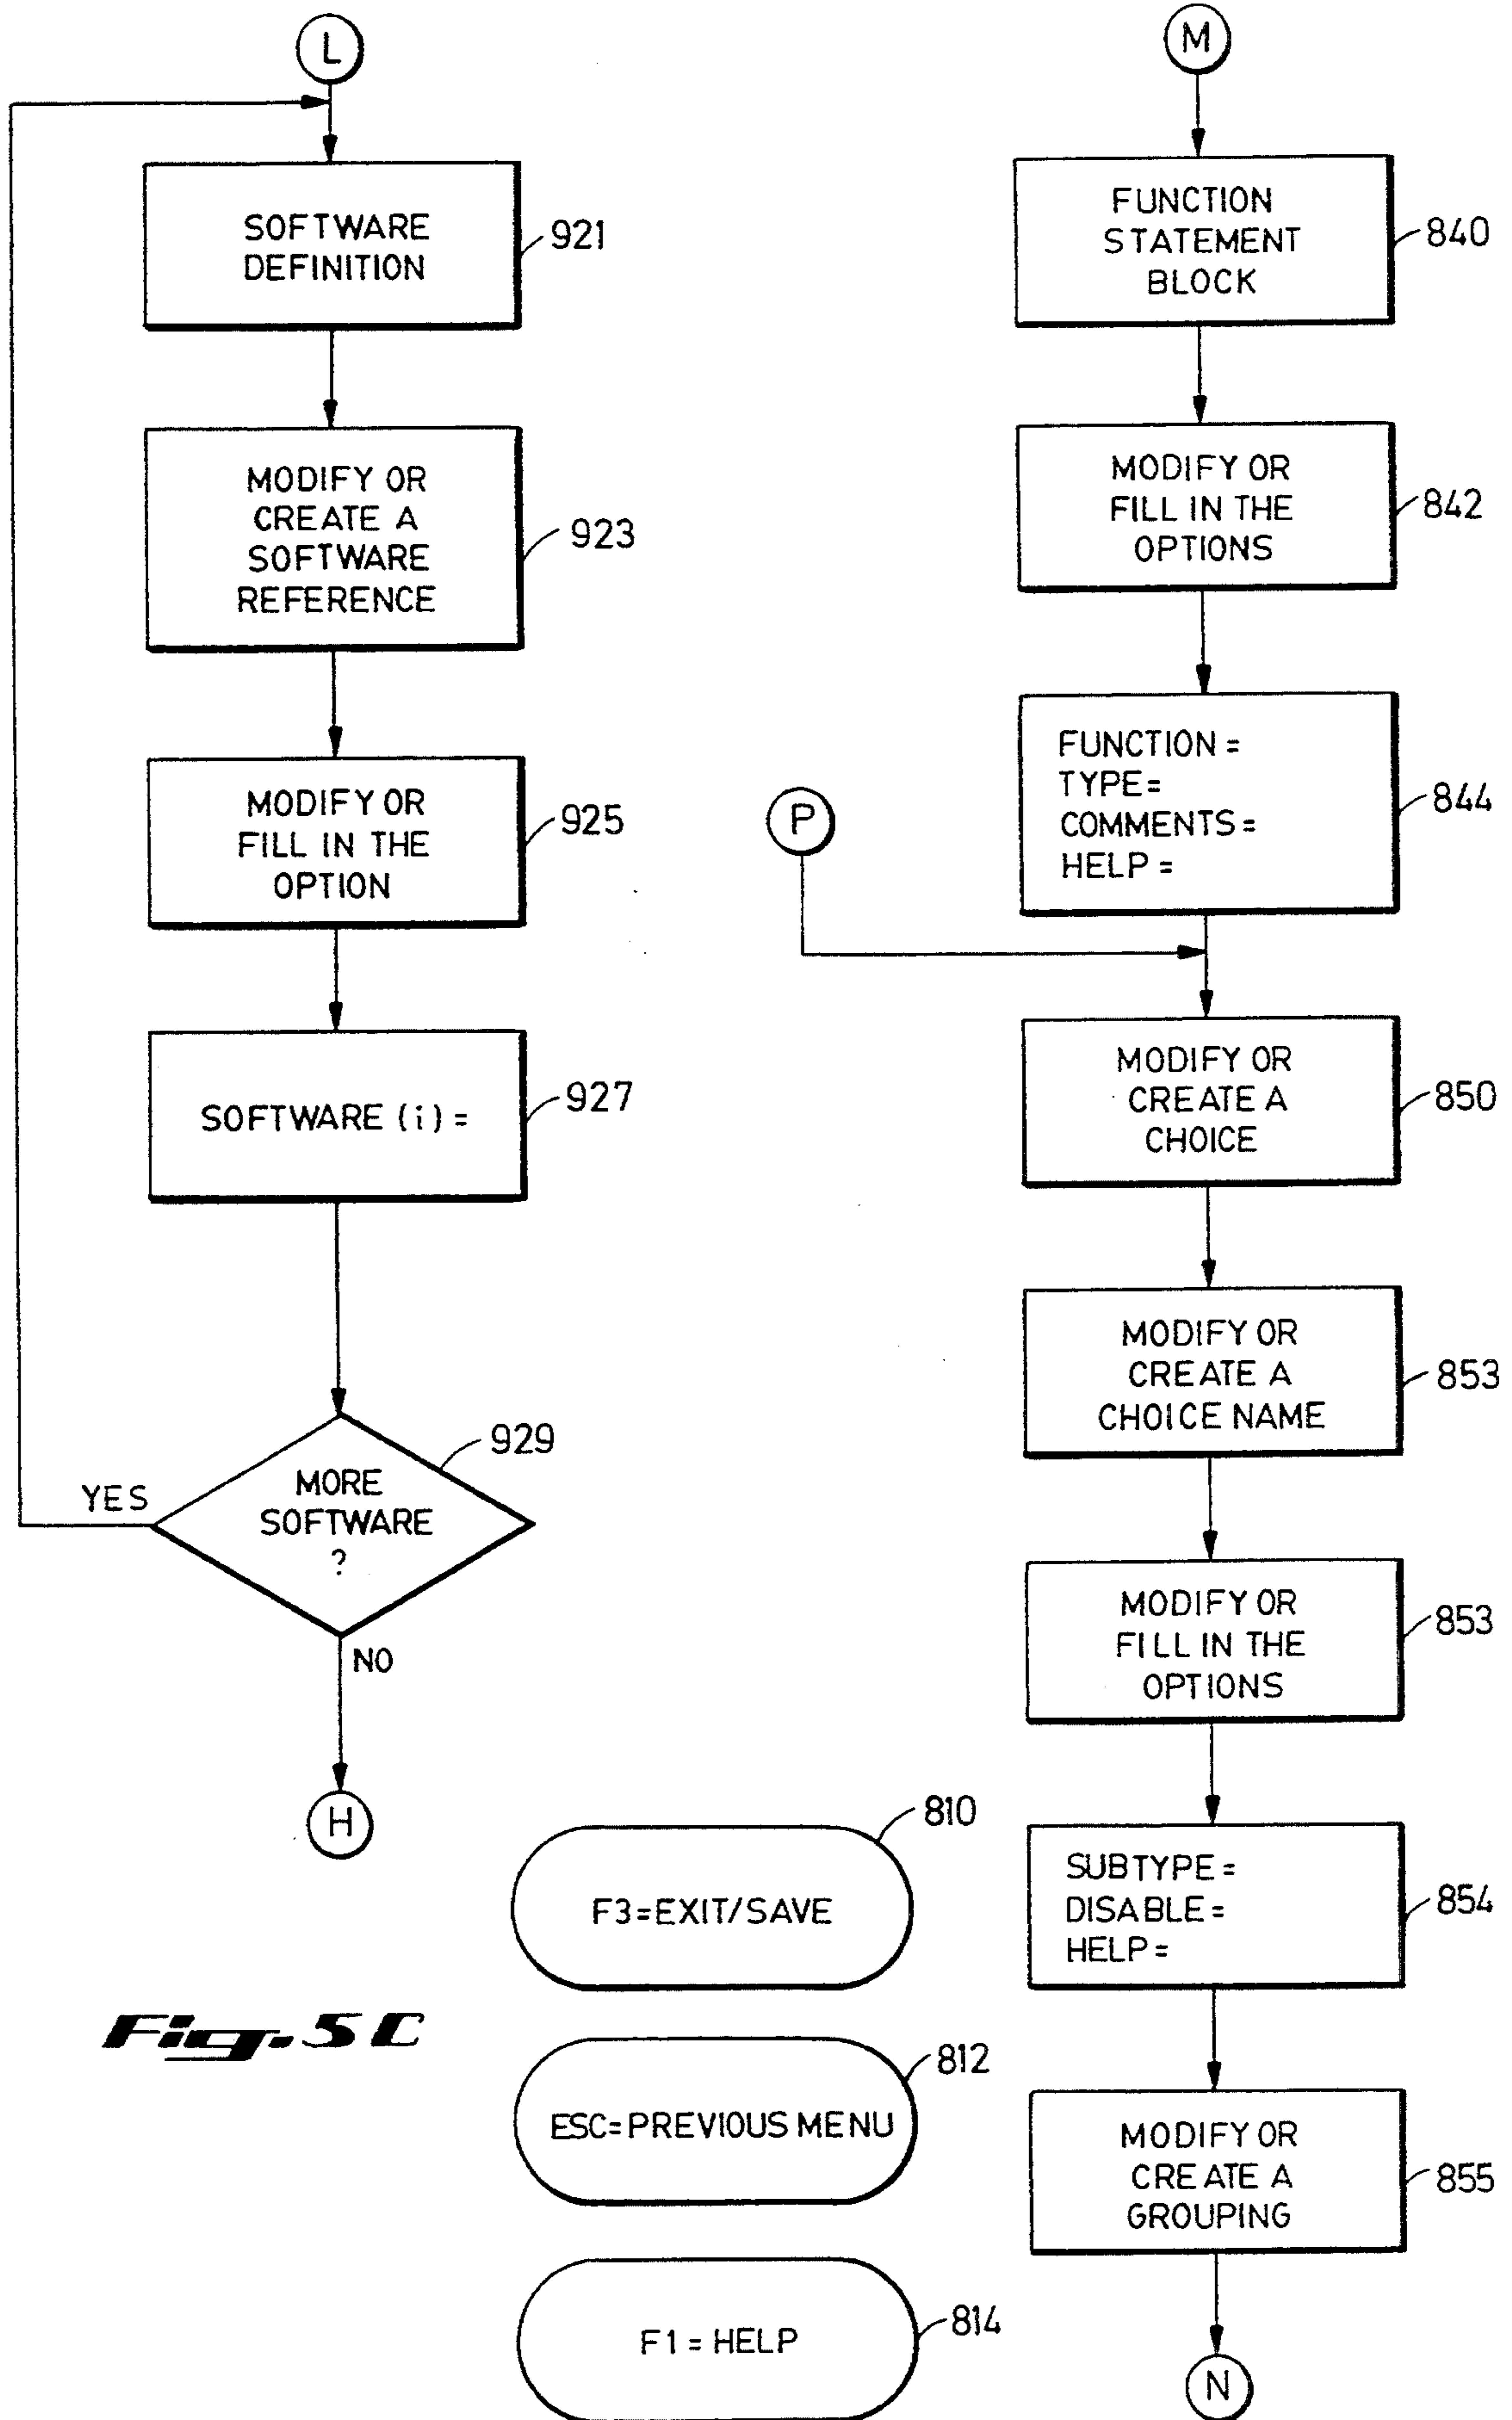 L
SOFTWARE
DEFINITION
921
MODIFY OR
CREATE A
SOFTWARE
REFERENCE
923
MODIFY OR
FILL IN THE
OPTION
925
SOFTWARE (i) =
927
MORE
SOFTWARE
?
929
YES
NO
H
M
FUNCTION
STATEMENT
BLOCK
840
MODIFY OR
FILL IN THE
OPTIONS
842
FUNCTION =
TYPE =
COMMENTS =
HELP =
844
P
MODIFY OR
CREATE A
CHOICE
850
MODIFY OR
CREATE A
CHOICE NAME
853
MODIFY OR
FILL IN THE
OPTIONS
853
SUBTYPE =
DISABLE =
HELP =
854
MODIFY OR
CREATE A
GROUPING
855
N
F3=EXIT/SAVE
810
ESC=PREVIOUS MENU
812
F1 = HELP
814
Fig. 5C